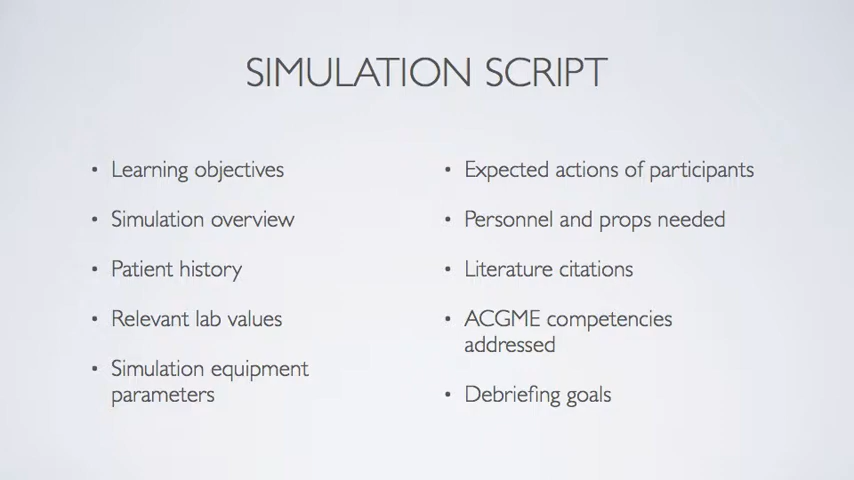 SIMULATION SCRIPT
• Learning objectives
• Simulation overview
• Patient history
• Relevant lab values
• Simulation equipment
parameters
• Expected actions of participants
• Personnel and props needed
• Literature citations
• ACGME competencies
addressed
• Debriefing goals